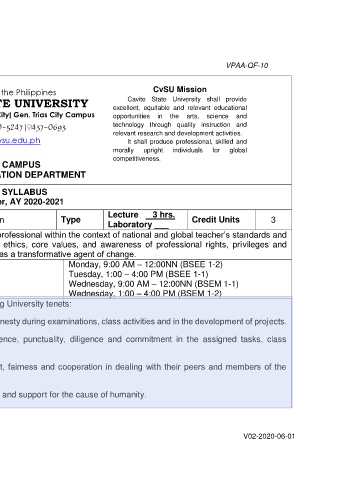 VPAA-QF-10
the Philippines
TE UNIVERSITY
City| Gen. Trias City Campus
su.edu.ph
CAMPUS
ATION DEPARTMENT
CvSU Mission
Cavite State University shall provide
excellent, equitable and relevant educational
opportunities in the arts, science and
technology through quality instruction and
relevant research and development activities.
It shall produce professional, skilled and
morally upright individuals for global
competitiveness.
SYLLABUS
er, AY 2020-2021
n Type Lecture 3 hrs. Credit Units 3
Laboratory ___
professional within the context of national and global teacher's standards and
ethics, core values, and awareness of professional rights, privileges and
as a transformative agent of change.
Monday, 9:00 AM – 12:00NN (BSEE 1-2)
Tuesday, 1:00 – 4:00 PM (BSEE 1-1)
Wednesday, 9:00 AM – 12:00NN (BSEM 1-1)
Wednesday, 1:00 – 4:00 PM (BSEM 1-2)
ng University tenets:
nesty during examinations, class activities and in the development of projects.
ence, punctuality, diligence and commitment in the assigned tasks, class
t, fairness and cooperation in dealing with their peers and members of the
and support for the cause of humanity.
V02-2020-06-01